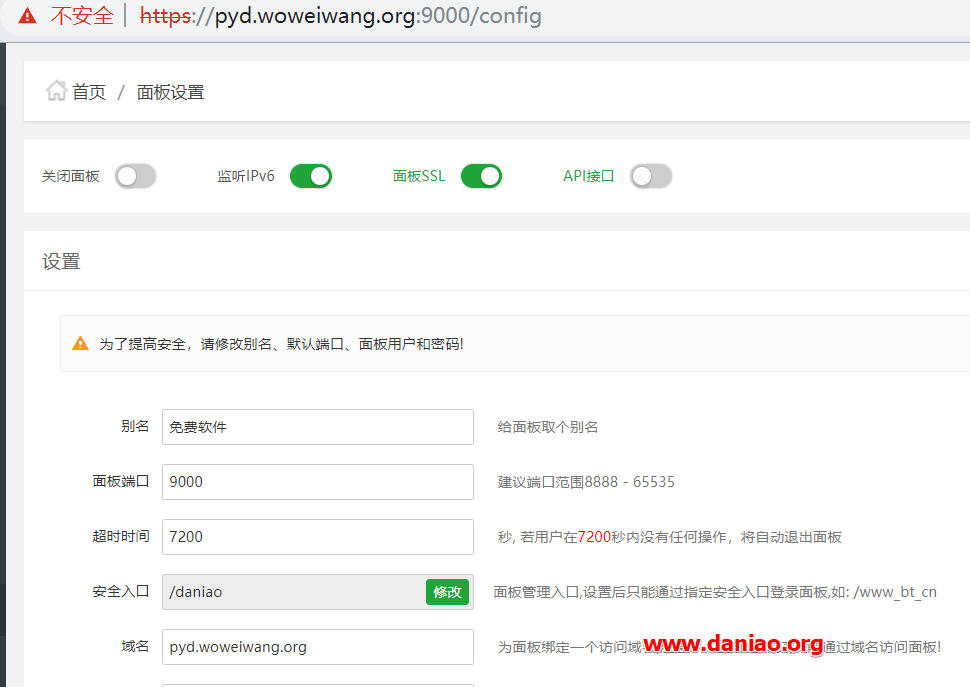 不安全 | https://pyd.woweiwang.org:9000/config
首页 / 面板设置
关闭面板 监听IPv6 面板SSL API接口
设置
为了提高安全，请修改别名、默认端口、面板用户和密码!
别名 免费软件 给面板取个别名
面板端口 9000 建议端口范围8888 - 65535
超时时间 7200 秒, 若用户在7200秒内没有任何操作，将自动退出面板
安全入口 /daniao 修改 面板管理入口,设置后只能通过指定安全入口登录面板,如: /www_bt_cn
域名 pyd.woweiwang.org 为面板绑定一个访问域 通过域名访问面板!
www.daniao.org